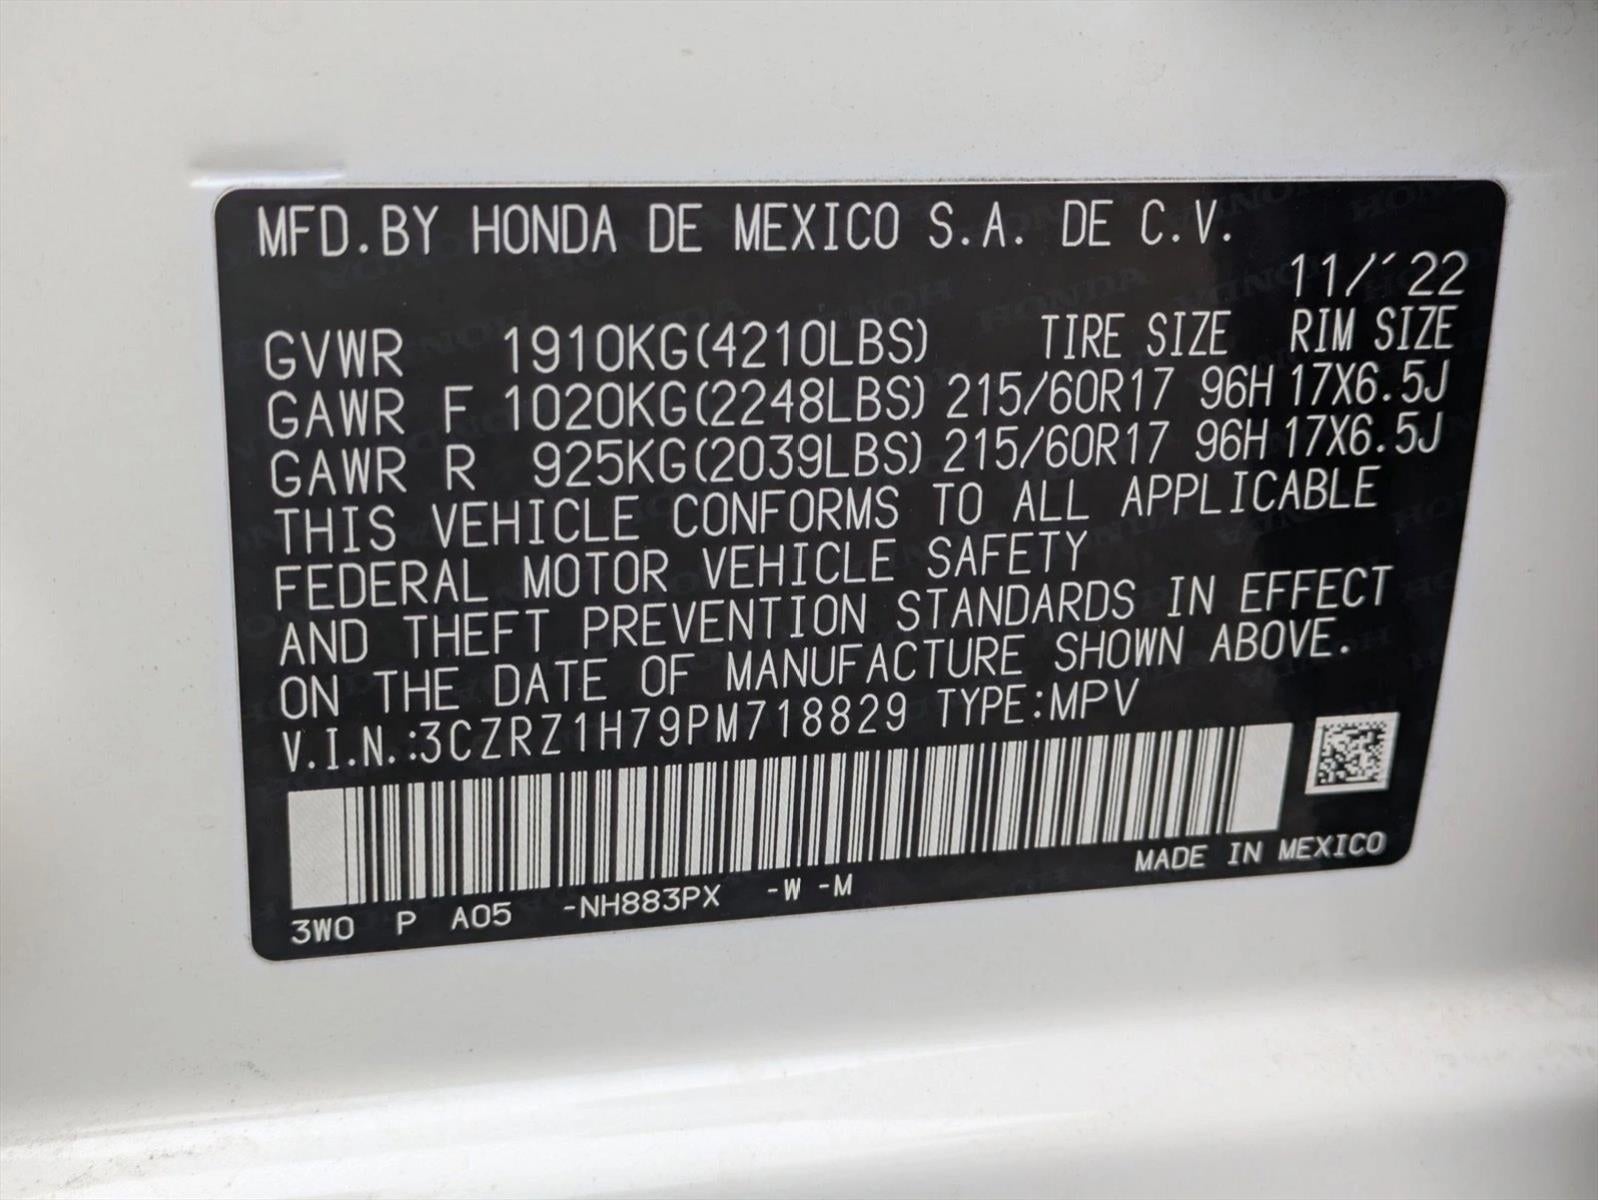 MFD.BY HONDA DE MEXICO S.A. DE C.V.
11/´22
GVWR 1910KG(4210LBS) TIRE SIZE RIM SIZE
GAWR F 1020KG(2248LBS) 215/60R17 96H 17X6.5J
GAWR R 925KG(2039LBS) 215/60R17 96H 17X6.5J
THIS VEHICLE CONFORMS TO ALL APPLICABLE
FEDERAL MOTOR VEHICLE SAFETY
AND THEFT PREVENTION STANDARDS IN EFFECT
ON THE DATE OF MANUFACTURE SHOWN ABOVE.
V.I.N.:3CZRZ1H79PM718829 TYPE:MPV
MADE IN MEXICO
3W0 P A05 -NH883PX -W -M